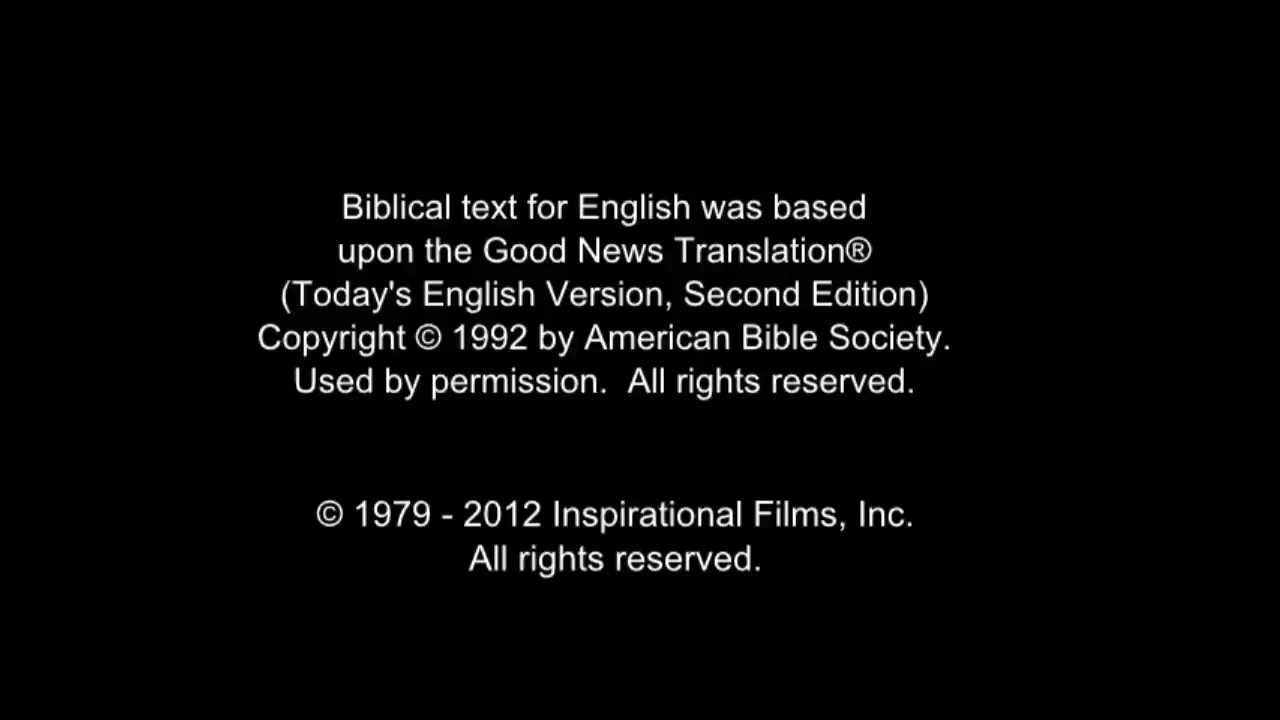 Biblical text for English was based
upon the Good News Translation®
(Today's English Version, Second Edition)
Copyright © 1992 by American Bible Society.
Used by permission.  All rights reserved.
© 1979 - 2012 Inspirational Films, Inc.
All rights reserved.